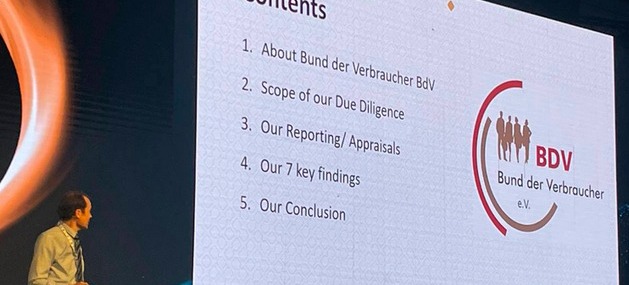 contents
1. About Bund der Verbraucher BdV
2. Scope of our Due Diligence
3. Our Reporting/ Appraisals
4. Our 7 key findings
5. Our Conclusion
BDV
Bund der Verbraucher
e.V.